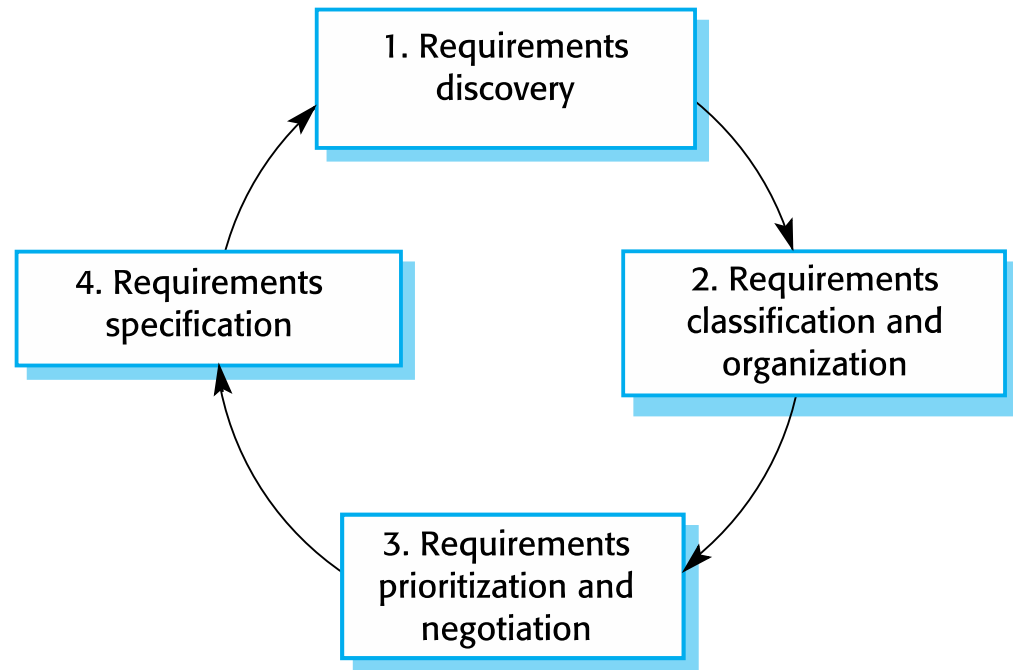 1. Requirements
discovery
2. Requirements
classification and
organization
3. Requirements
prioritization and
negotiation
4. Requirements
specification